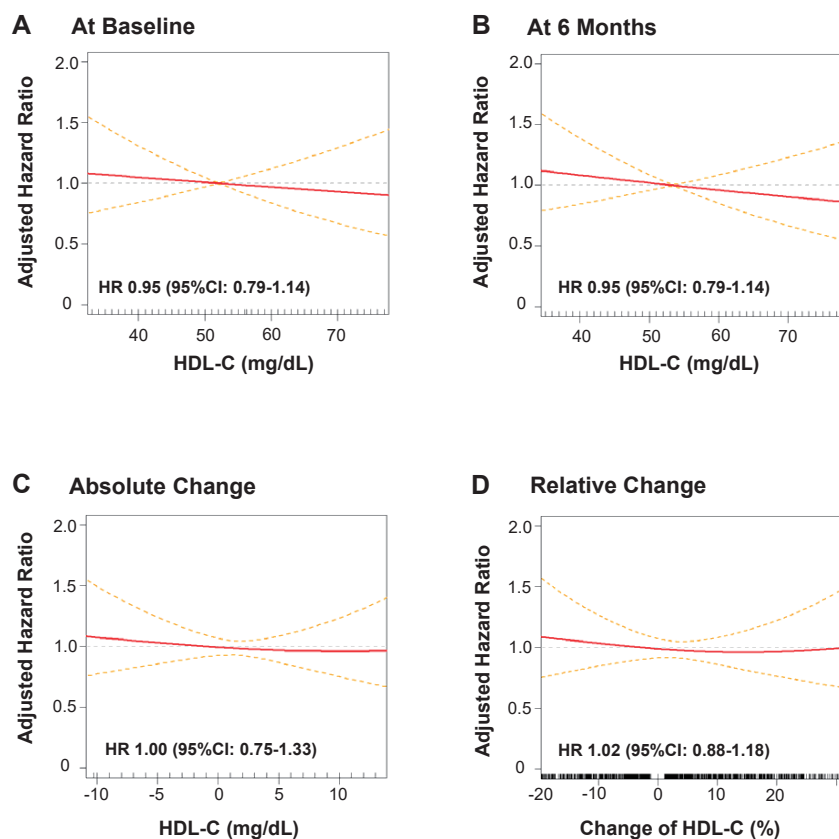 A At Baseline
2.0
1.5
1.0
0.5
0
Adjusted Hazard Ratio
HR 0.95 (95%CI: 0.79-1.14)
40 50 60 70
HDL-C (mg/dL)
B At 6 Months
2.0
1.5
1.0
0.5
0
Adjusted Hazard Ratio
HR 0.95 (95%CI: 0.79-1.14)
40 50 60 70
HDL-C (mg/dL)
C Absolute Change
2.0
1.5
1.0
0.5
0
Adjusted Hazard Ratio
HR 1.00 (95%CI: 0.75-1.33)
-10 -5 0 5 10
HDL-C (mg/dL)
D Relative Change
2.0
1.5
1.0
0.5
0
Adjusted Hazard Ratio
HR 1.02 (95%CI: 0.88-1.18)
-20 -10 0 10 20 30
Change of HDL-C (%)